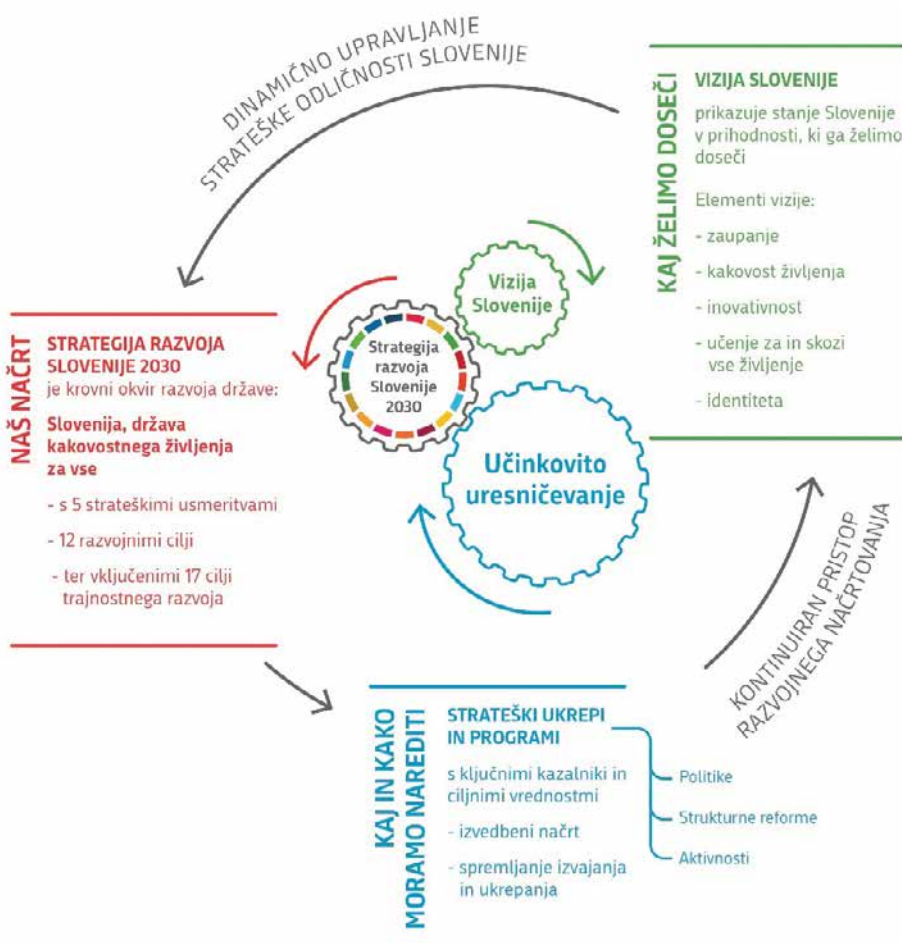 DINAMIČNO UPRAVLJANJE
STRATEŠKE ODLIČNOSTI SLOVENIJE
KAJ ŽELIMO DOSEČI
VIZIJA SLOVENIJE
prikazuje stanje Slovenije
v prihodnosti, ki ga želimo
doseči
Elementi vizije:
- zaupanje
- kakovost življenja
- inovativnost
- učenje za in skozi
vse življenje
- identiteta
Vizija
Slovenije
Strategija
razvoja
Slovenije
2030
Učinkovito
uresničevanje
NAŠ NAČRT
STRATEGIJA RAZVOJA
SLOVENIJE 2030
je krovni okvir razvoja države:
Slovenija, država
kakovostnega življenja
za vse
- s 5 strateškimi usmeritvami
- 12 razvojnimi cilji
- ter vključenimi 17 cilji
trajnostnega razvoja
KONTINUIRAN PRISTOP
RAZVOJNEGA NAČRTOVANJA
KAJ IN KAKO
MORAMO NAREDITI
STRATEŠKI UKREPI
IN PROGRAMI
s ključnimi kazalniki in
ciljnimi vrednostmi
- izvedbeni načrt
- spremljanje izvajanja
in ukrepanja
Politike
Strukturne reforme
Aktivnosti